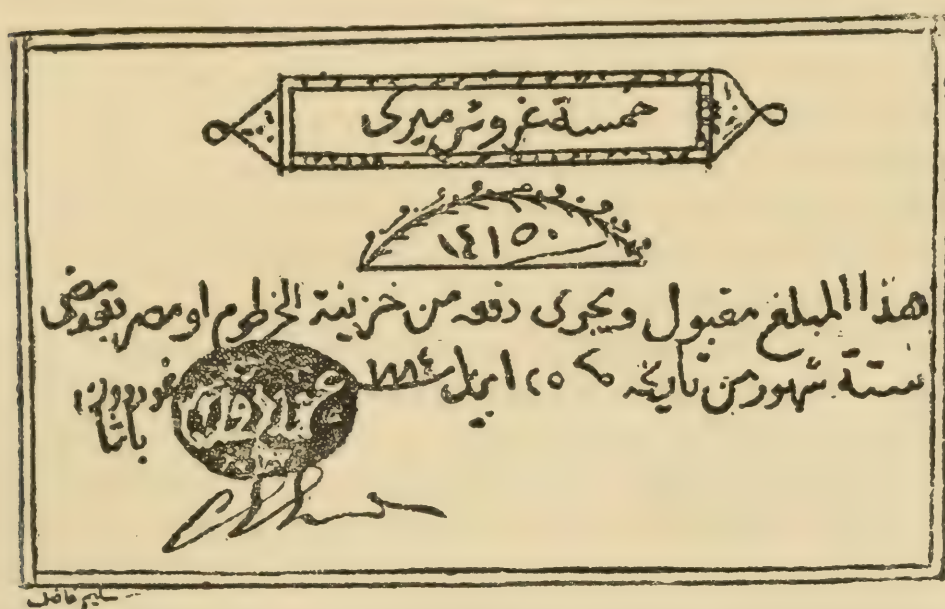 خمسة غروش ميرى
١٤١٥٠
هذا المبلغ مقبول ويجرى دفعه من خزينة الخرطوم او مصر بعد مضى
ستة شهور من تاريخه ٢٥ ابريل ١٨٨٤
غوردون
باشا